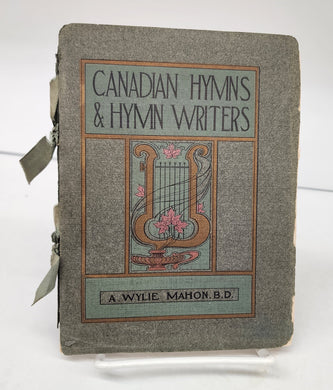 CANADIAN HYMNS
& HYMN WRITERS
A. WYLIE MAHON. B.D.